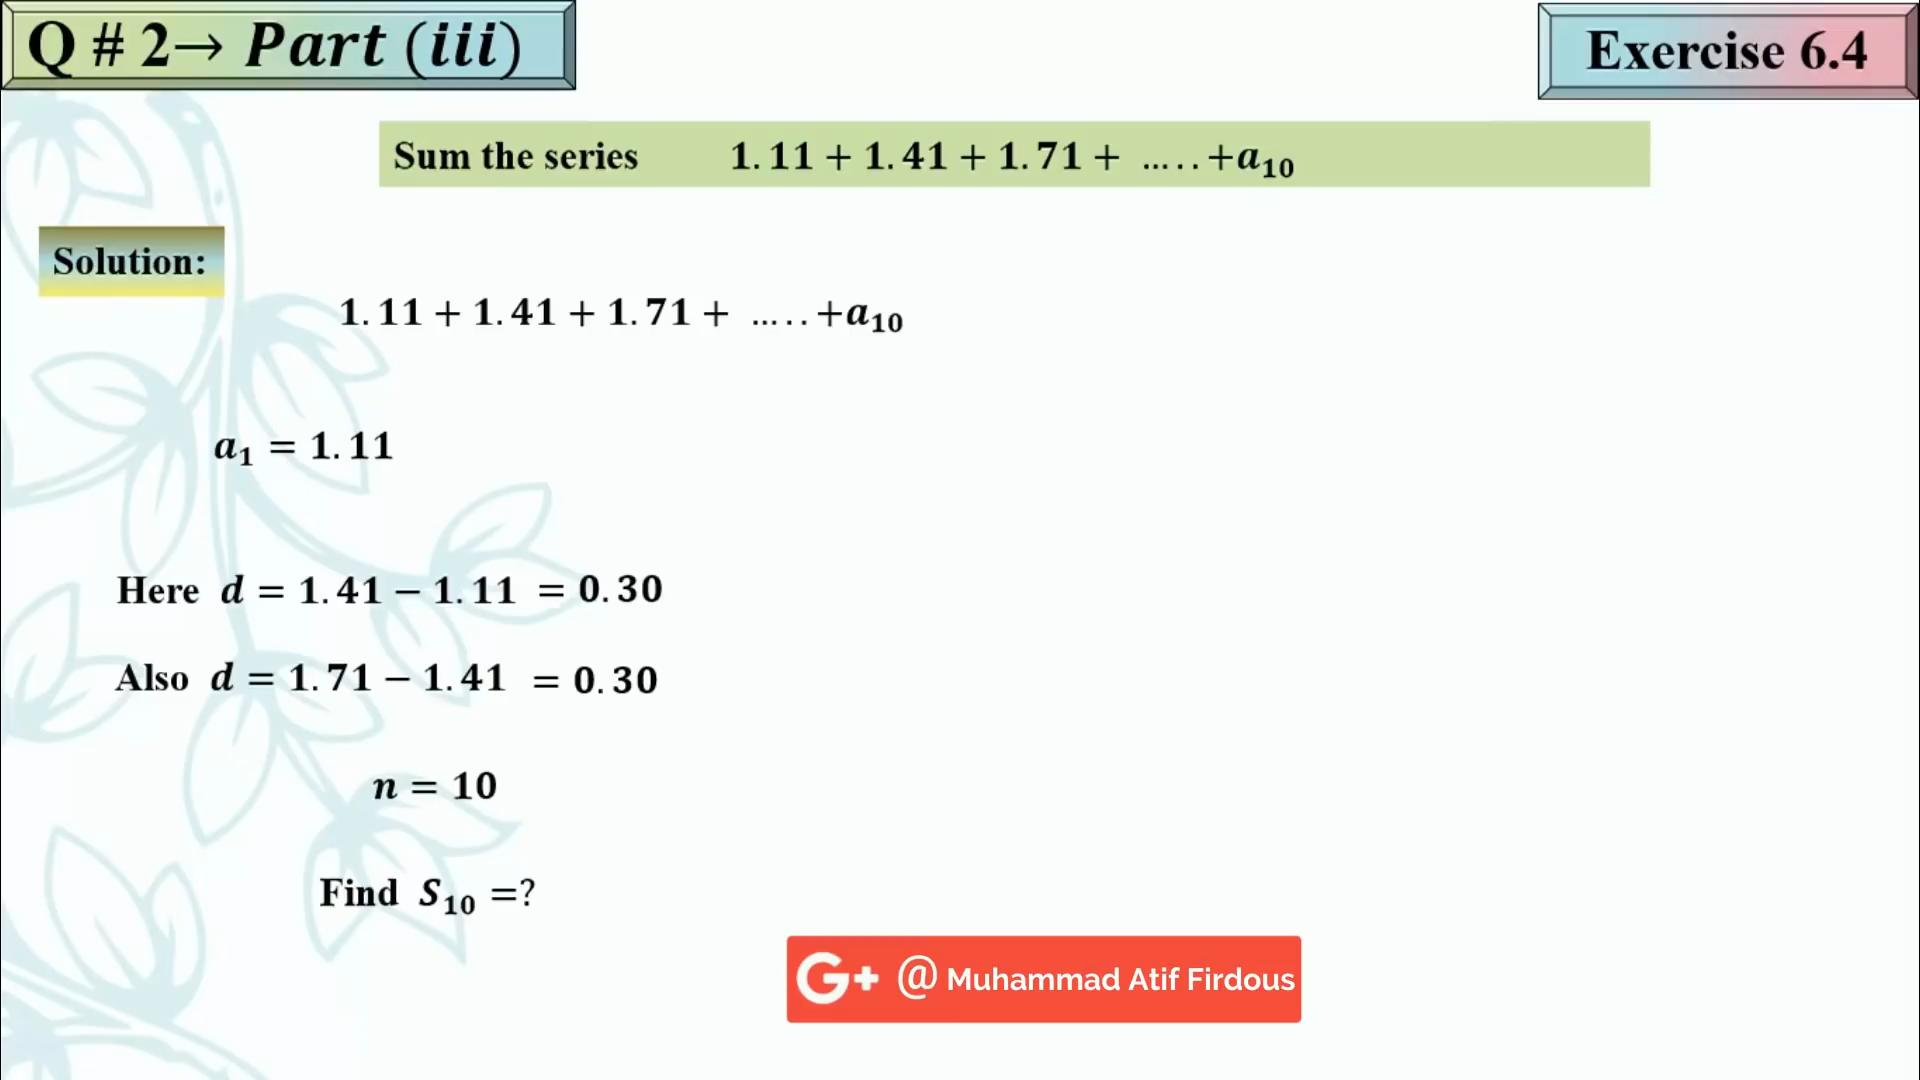 Q # 2→ Part (iii)
Exercise 6.4
Sum the series 1.11 + 1.41 + 1.71 + ..... +a₁₀
Solution:
1.11 + 1.41 + 1.71 + ..... +a₁₀
a₁ = 1.11
Here d = 1.41 − 1.11 = 0.30
Also d = 1.71 − 1.41 = 0.30
n = 10
Find S₁₀ =?
G+ @ Muhammad Atif Firdous